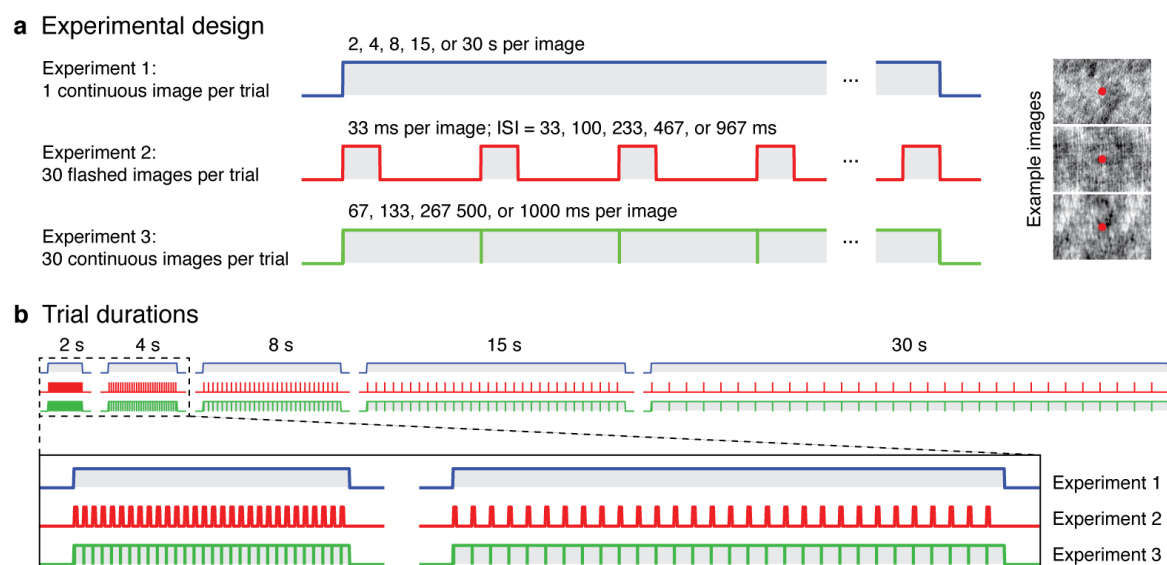 a Experimental design
2, 4, 8, 15, or 30 s per image
Experiment 1:
1 continuous image per trial
...
33 ms per image; ISI = 33, 100, 233, 467, or 967 ms
Experiment 2:
30 flashed images per trial
...
67, 133, 267 500, or 1000 ms per image
Experiment 3:
30 continuous images per trial
...
Example images
b Trial durations
2 s 4 s 8 s 15 s 30 s
Experiment 1
Experiment 2
Experiment 3